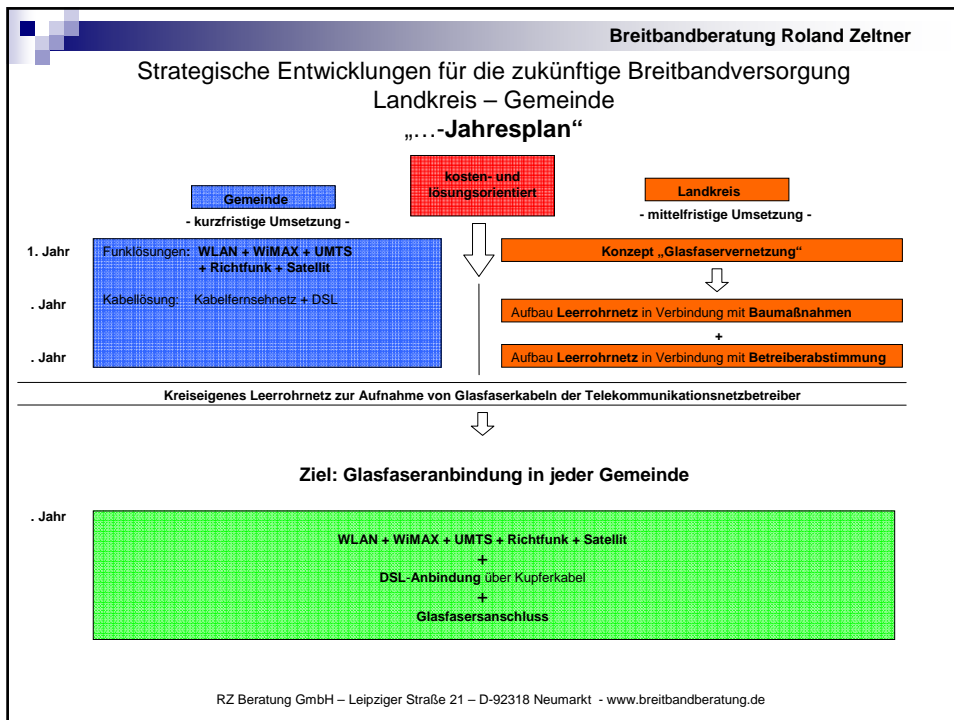 Breitbandberatung Roland Zeltner
Strategische Entwicklungen für die zukünftige Breitbandversorgung
Landkreis – Gemeinde
„…-Jahresplan“
kosten- und
lösungsorientiert
Gemeinde
- kurzfristige Umsetzung -
Landkreis
- mittelfristige Umsetzung -
1. Jahr
Funklösungen: WLAN + WiMAX + UMTS
+ Richtfunk + Satellit
Konzept „Glasfaservernetzung“
. Jahr
Kabellösung: Kabelfernsehnetz + DSL
Aufbau Leerrohrnetz in Verbindung mit Baumaßnahmen
+
. Jahr
Aufbau Leerrohrnetz in Verbindung mit Betreiberabstimmung
Kreiseigenes Leerrohrnetz zur Aufnahme von Glasfaserkabeln der Telekommunikationsnetzbetreiber
Ziel: Glasfaseranbindung in jeder Gemeinde
. Jahr
WLAN + WiMAX + UMTS + Richtfunk + Satellit
+
DSL-Anbindung über Kupferkabel
+
Glasfasersanschluss
RZ Beratung GmbH – Leipziger Straße 21 – D-92318 Neumarkt - www.breitbandberatung.de